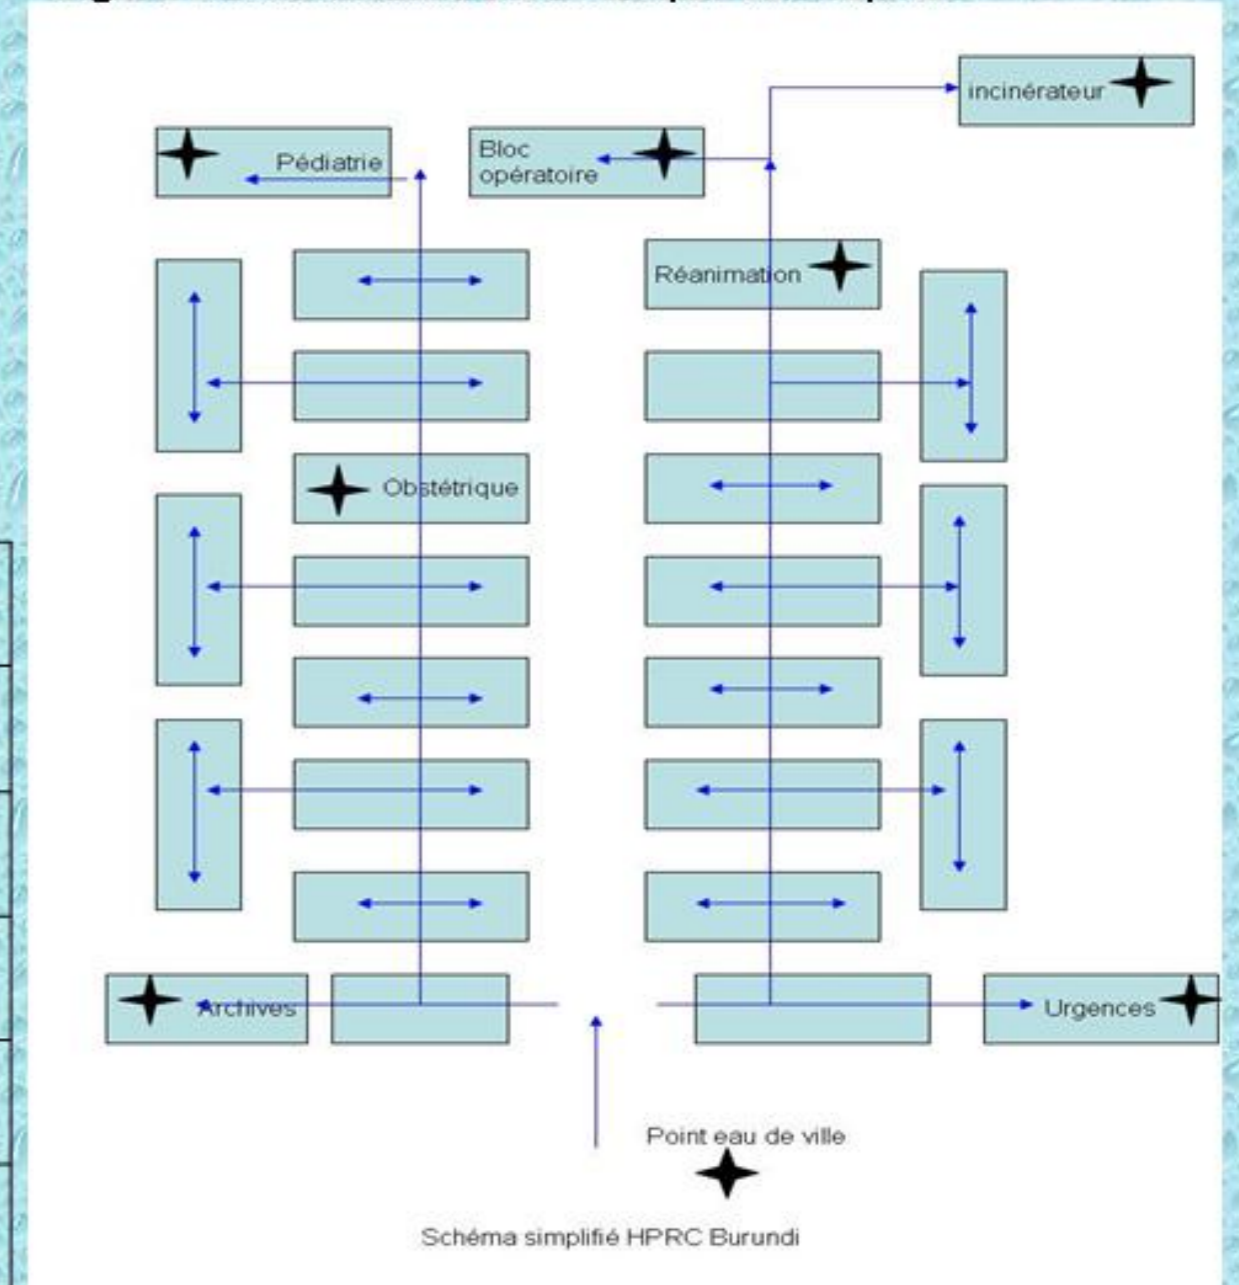 incinérateur
Pédiatrie
Bloc
opératoire
Réanimation
Obstétrique
Archives
Urgences
Point eau de ville
Schéma simplifié HPRC Burundi